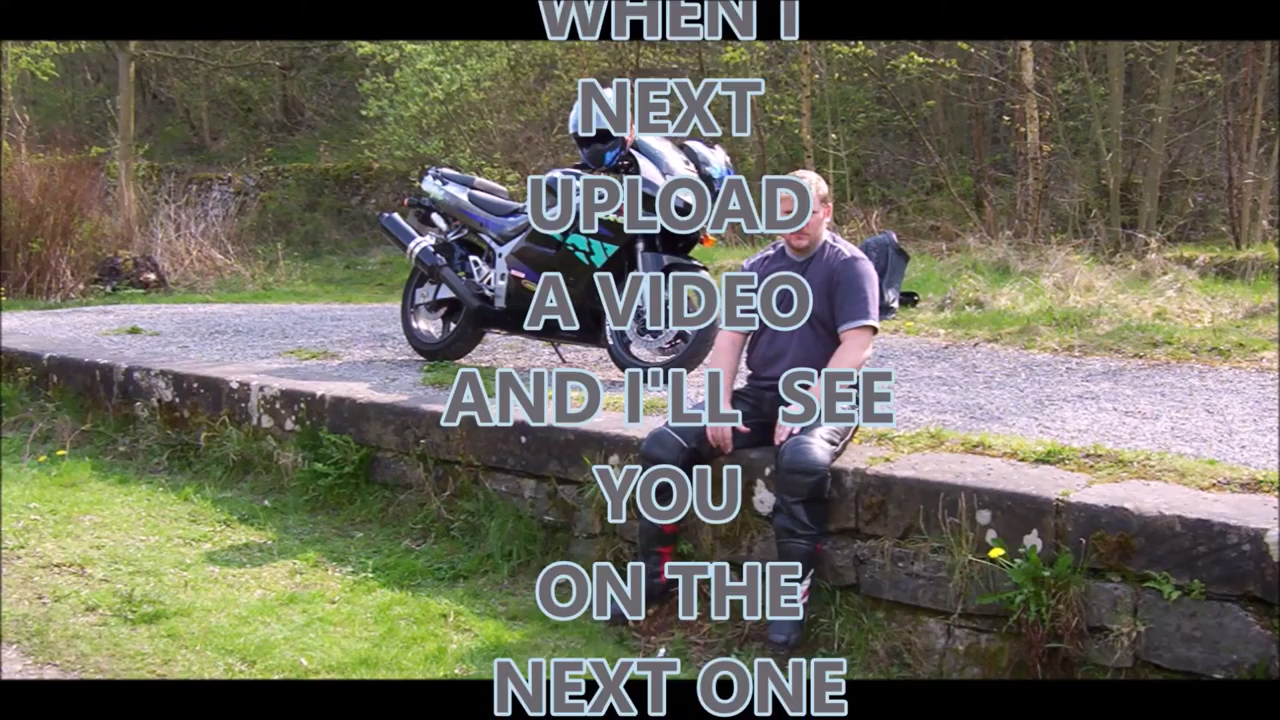 WHEN I
NEXT
UPLOAD
A VIDEO
AND I'LL  SEE
YOU
ON THE
NEXT ONE